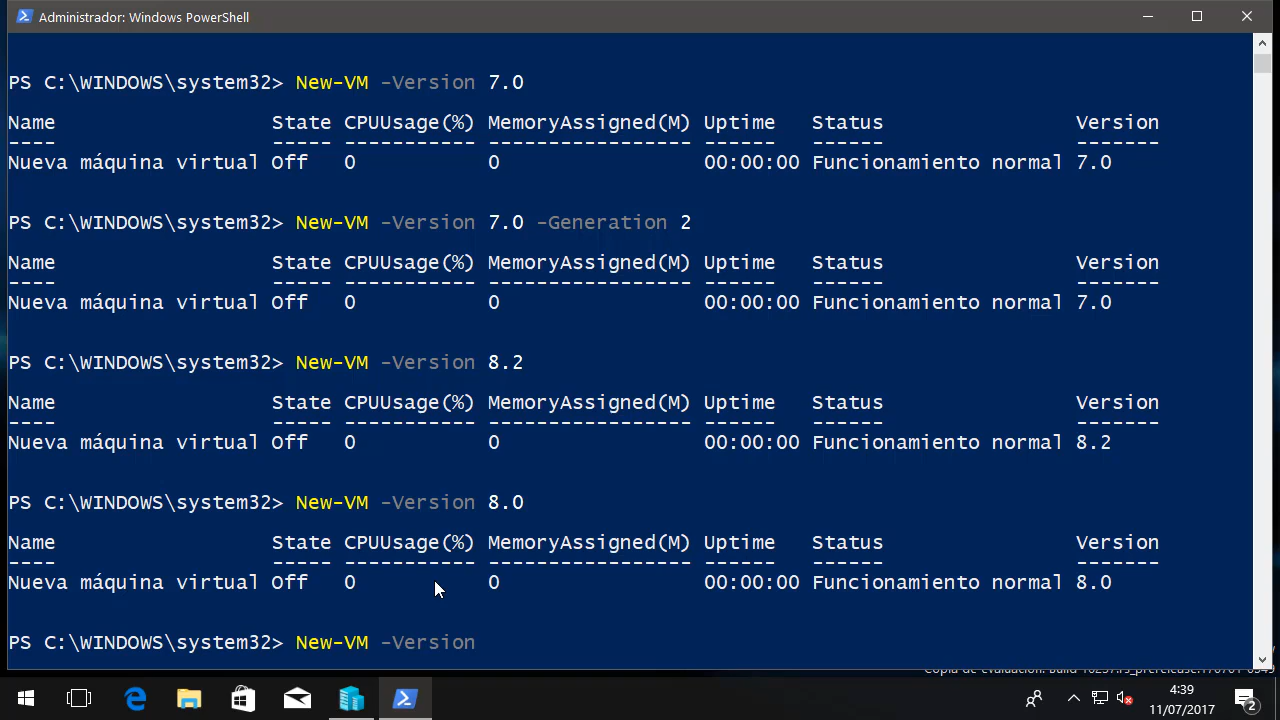 Administrador: Windows PowerShell
PS C:\WINDOWS\system32> New-VM -Version 7.0
Name State CPUUsage(%) MemoryAssigned(M) Uptime Status Version
---- ----- ----------- ----------------- ------ ------ -------
Nueva máquina virtual Off 0 0 00:00:00 Funcionamiento normal 7.0
PS C:\WINDOWS\system32> New-VM -Version 7.0 -Generation 2
Name State CPUUsage(%) MemoryAssigned(M) Uptime Status Version
---- ----- ----------- ----------------- ------ ------ -------
Nueva máquina virtual Off 0 0 00:00:00 Funcionamiento normal 7.0
PS C:\WINDOWS\system32> New-VM -Version 8.2
Name State CPUUsage(%) MemoryAssigned(M) Uptime Status Version
---- ----- ----------- ----------------- ------ ------ -------
Nueva máquina virtual Off 0 0 00:00:00 Funcionamiento normal 8.2
PS C:\WINDOWS\system32> New-VM -Version 8.0
Name State CPUUsage(%) MemoryAssigned(M) Uptime Status Version
---- ----- ----------- ----------------- ------ ------ -------
Nueva máquina virtual Off 0 0 00:00:00 Funcionamiento normal 8.0
PS C:\WINDOWS\system32> New-VM -Version
4:39
11/07/2017
2